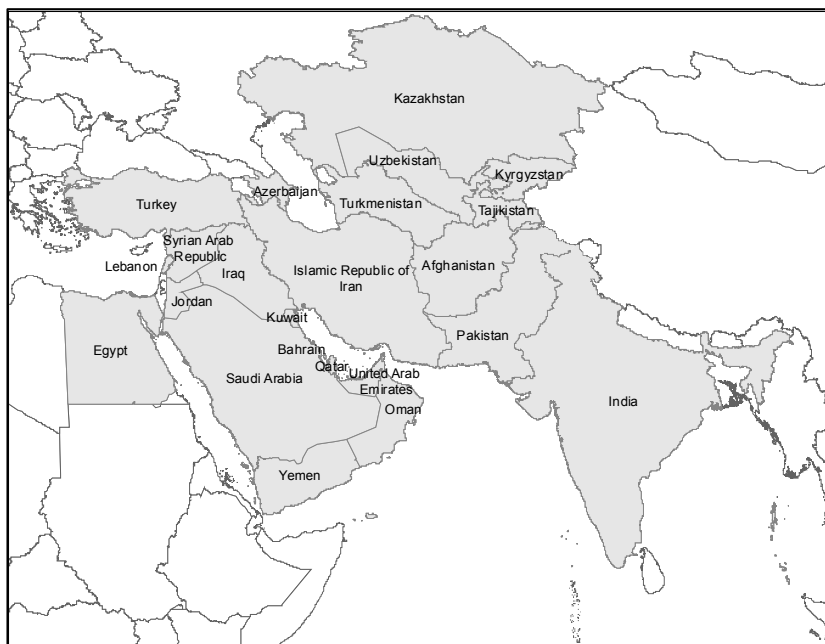 Kazakhstan
Uzbekistan
Kyrgyzstan
Azerbaijan
Turkmenistan
Tajikistan
Turkey
Syrian Arab
Republic
Lebanon
Iraq
Islamic Republic of
Iran
Afghanistan
Jordan
Kuwait
Pakistan
Egypt
Bahrain
Qatar
United Arab
Emirates
Saudi Arabia
Oman
India
Yemen